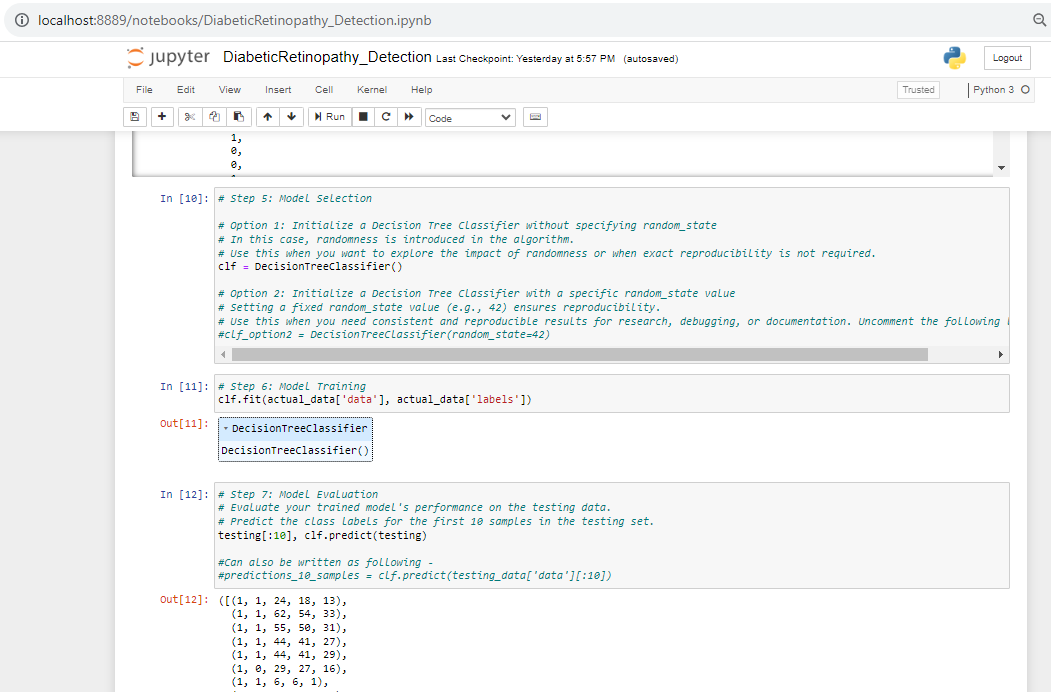 localhost:8889/notebooks/DiabeticRetinopathy_Detection.ipynb
jupyter DiabeticRetinopathy_Detection Last Checkpoint: Yesterday at 5:57 PM (autosaved)
Logout
File Edit View Insert Cell Kernel Help
Trusted
Python 3
Run
Code
1,
0,
0,
In [10]:
# Step 5: Model Selection
# Option 1: Initialize a Decision Tree Classifier without specifying random_state
# In this case, randomness is introduced in the algorithm.
# Use this when you want to explore the impact of randomness or when exact reproducibility is not required.
clf = DecisionTreeClassifier()
# Option 2: Initialize a Decision Tree Classifier with a specific random_state value
# Setting a fixed random_state value (e.g., 42) ensures reproducibility.
# Use this when you need consistent and reproducible results for research, debugging, or documentation. Uncomment the following
#clf_option2 = DecisionTreeClassifier(random_state=42)
In [11]:
# Step 6: Model Training
clf.fit(actual_data['data'], actual_data['labels'])
Out[11]:
DecisionTreeClassifier
DecisionTreeClassifier()
In [12]:
# Step 7: Model Evaluation
# Evaluate your trained model's performance on the testing data.
# Predict the class labels for the first 10 samples in the testing set.
testing[:10], clf.predict(testing)
#Can also be written as following -
#predictions_10_samples = clf.predict(testing_data['data'][:10])
Out[12]:
([(1, 1, 24, 18, 13),
(1, 1, 62, 54, 33),
(1, 1, 55, 50, 31),
(1, 1, 44, 41, 27),
(1, 1, 44, 41, 29),
(1, 0, 29, 27, 16),
(1, 1, 6, 6, 1),